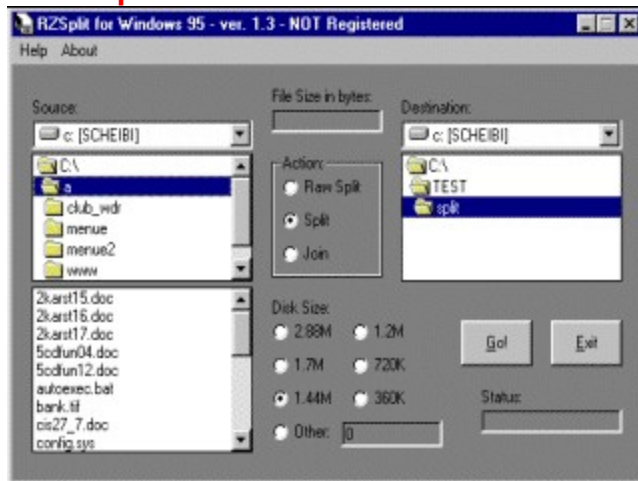 RZSplit for Windows 95 - ver. 1.3 - NOT Registered
Help About
Source:
c: [SCHEIBI]
C:\
a
club_wdr
menue
menue2
www
2karst15.doc
2karst16.doc
2karst17.doc
5cdfun04.doc
5cdfun12.doc
autoexec.bat
bank.tif
cis27_7.doc
config.sys
File Size in bytes:
Action:
Raw Split
Split
Join
Disk Size:
2.88M 1.2M
1.7M 720K
1.44M 360K
Other: 0
Destination:
c: [SCHEIBI]
C:\
TEST
split
Go! Exit
Status: